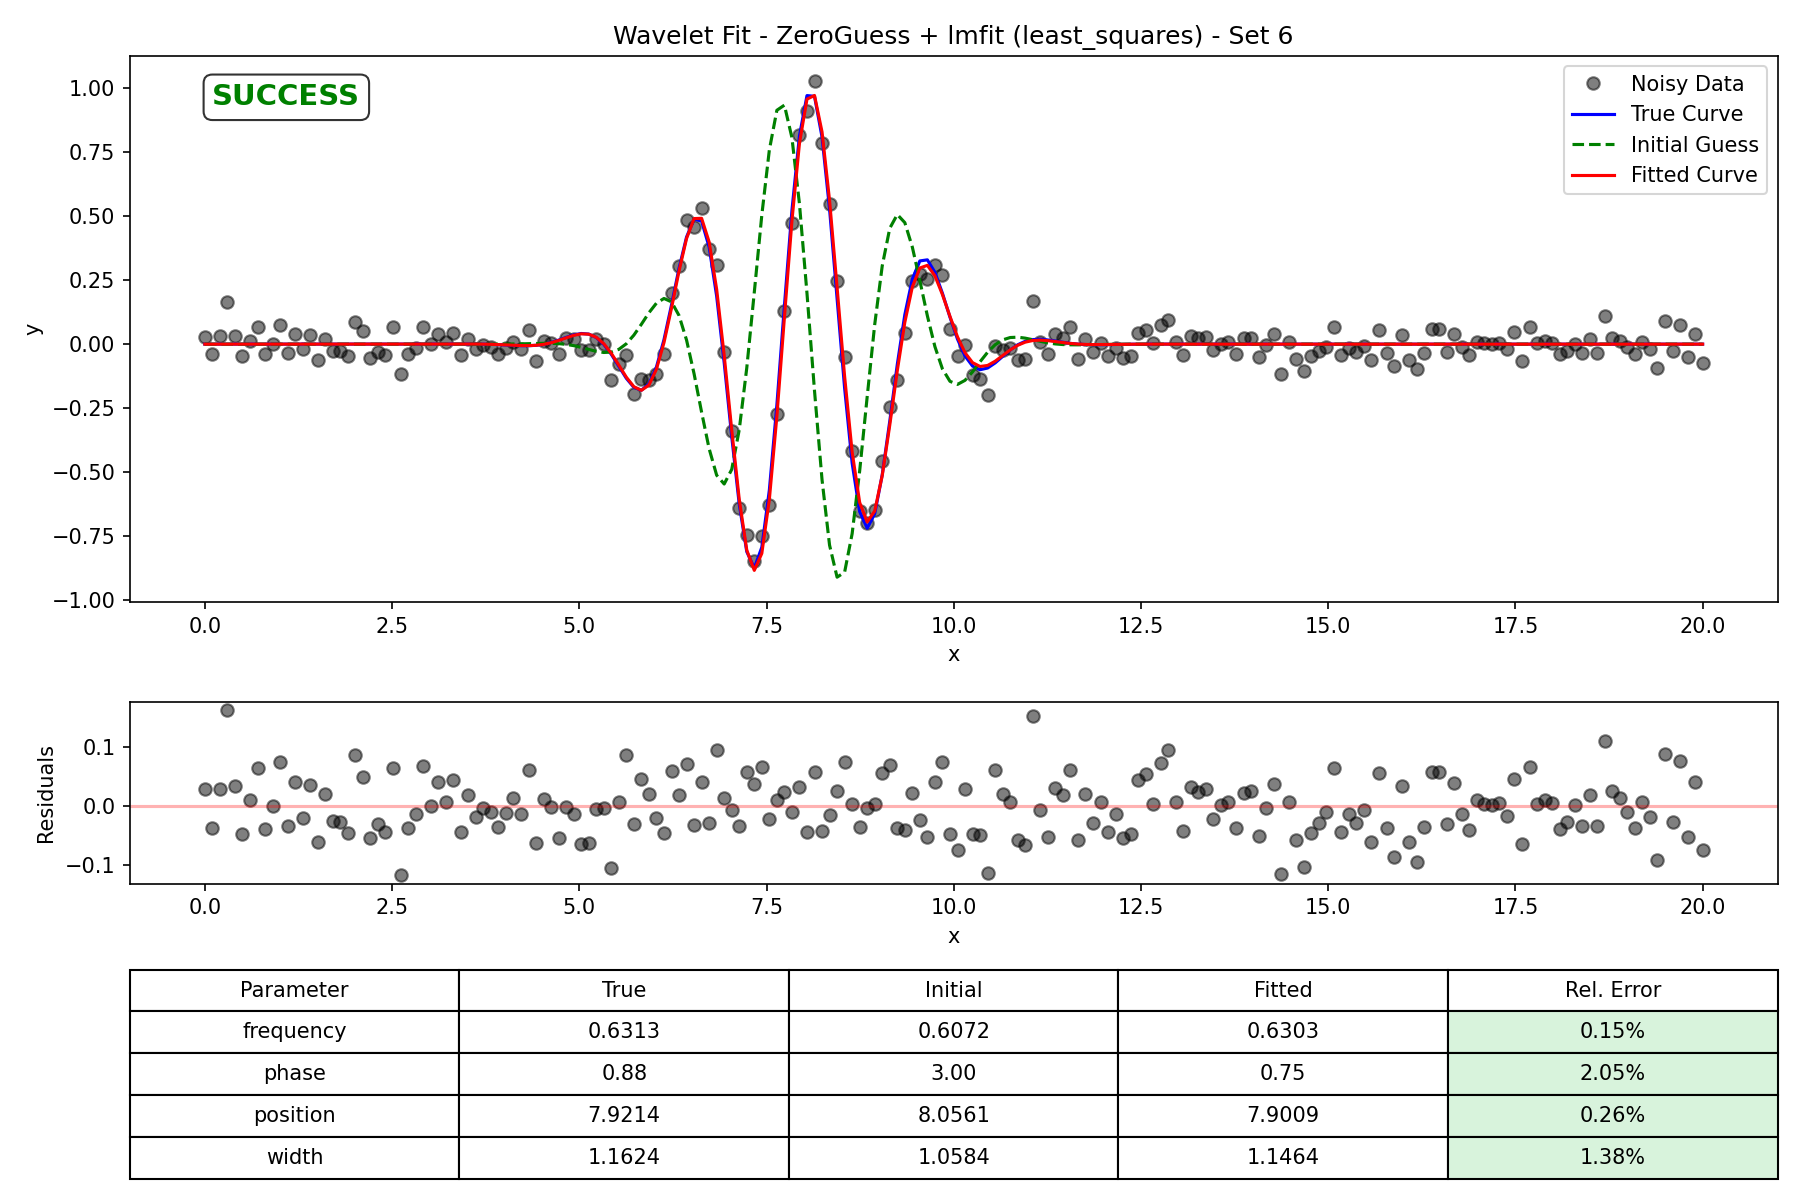 Wavelet Fit - ZeroGuess + lmfit (least_squares) - Set 6
SUCCESS
Noisy Data
True Curve
Initial Guess
Fitted Curve
y
1.00
0.75
0.50
0.25
0.00
−0.25
−0.50
−0.75
−1.00
0.0 2.5 5.0 7.5 10.0 12.5 15.0 17.5 20.0
x
Residuals
0.1
0.0
−0.1
0.0 2.5 5.0 7.5 10.0 12.5 15.0 17.5 20.0
x
Parameter True Initial Fitted Rel. Error
frequency 0.6313 0.6072 0.6303 0.15%
phase 0.88 3.00 0.75 2.05%
position 7.9214 8.0561 7.9009 0.26%
width 1.1624 1.0584 1.1464 1.38%